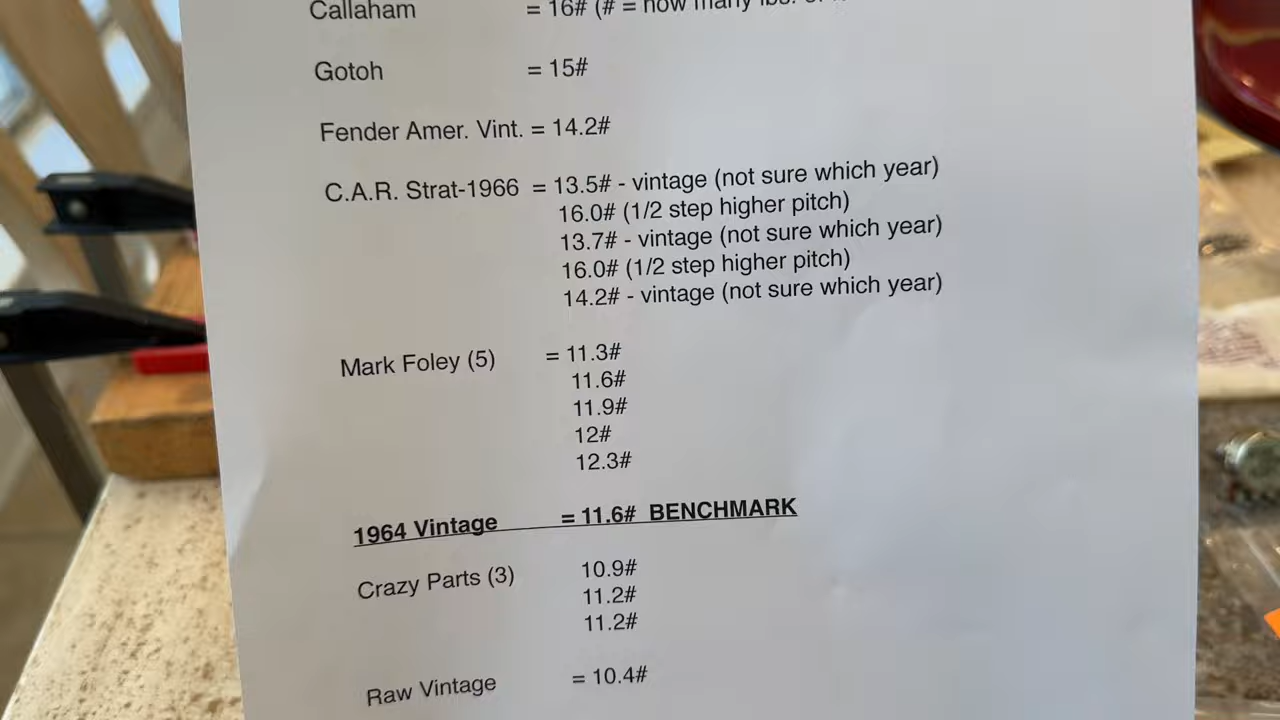 Callaham = 16# (# = how many lbs.
Gotoh = 15#
Fender Amer. Vint. = 14.2#
C.A.R. Strat-1966 = 13.5# - vintage (not sure which year)
16.0# (1/2 step higher pitch)
13.7# - vintage (not sure which year)
16.0# (1/2 step higher pitch)
14.2# - vintage (not sure which year)
Mark Foley (5) = 11.3#
11.6#
11.9#
12#
12.3#
1964 Vintage = 11.6# BENCHMARK
Crazy Parts (3) 10.9#
11.2#
11.2#
Raw Vintage = 10.4#